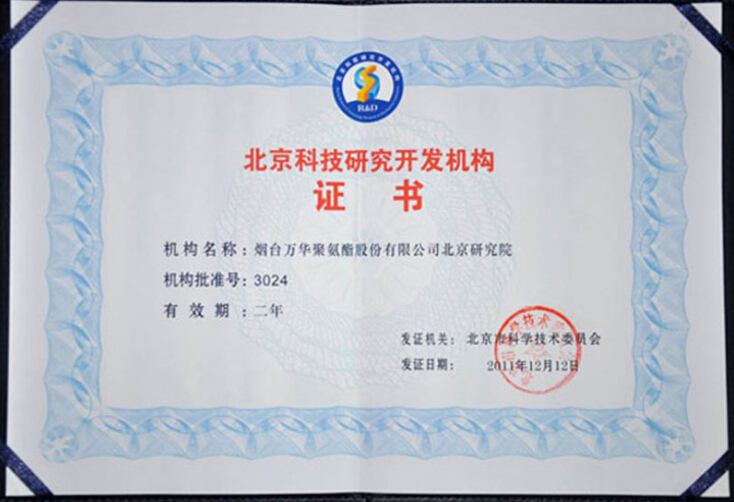 R&D
北京科技研究开发机构
证 书
机构名称：烟台万华聚氨酯股份有限公司北京研究院
机构批准号：3024
有效期：二年
发证机关：北京市科学技术委员会
发证日期：2011年12月12日